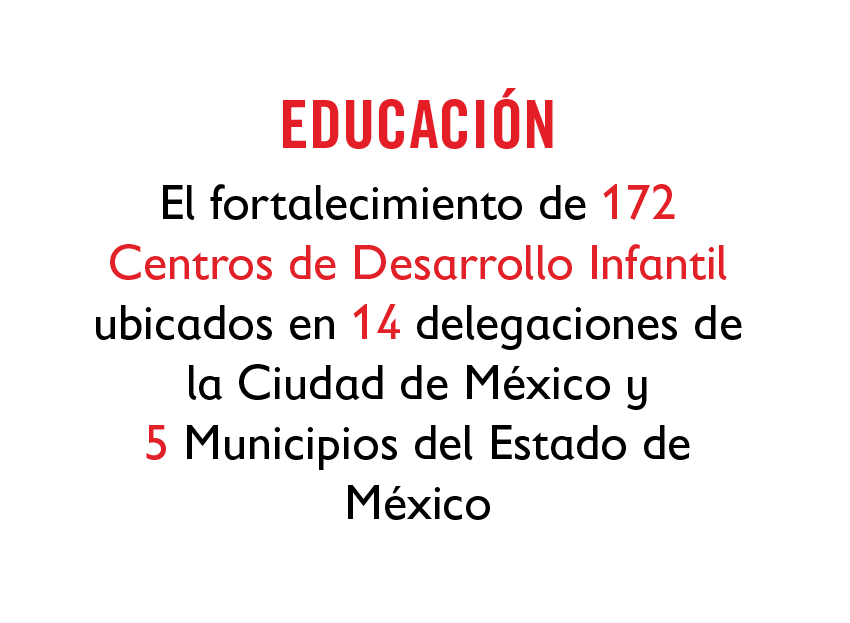 EDUCACIÓN
El fortalecimiento de 172
Centros de Desarrollo Infantil
ubicados en 14 delegaciones de
la Ciudad de México y
5 Municipios del Estado de
México